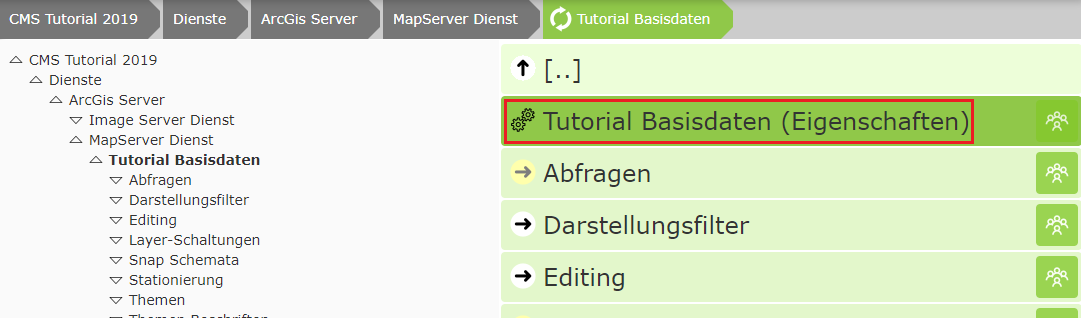 CMS Tutorial 2019 Dienste ArcGis Server MapServer Dienst Tutorial Basisdaten
CMS Tutorial 2019
Dienste
ArcGis Server
Image Server Dienst
MapServer Dienst
Tutorial Basisdaten
Abfragen
Darstellungsfilter
Editing
Layer-Schaltungen
Snap Schemata
Stationierung
Themen
Themen Beschriften
[..]
Tutorial Basisdaten (Eigenschaften)
Abfragen
Darstellungsfilter
Editing